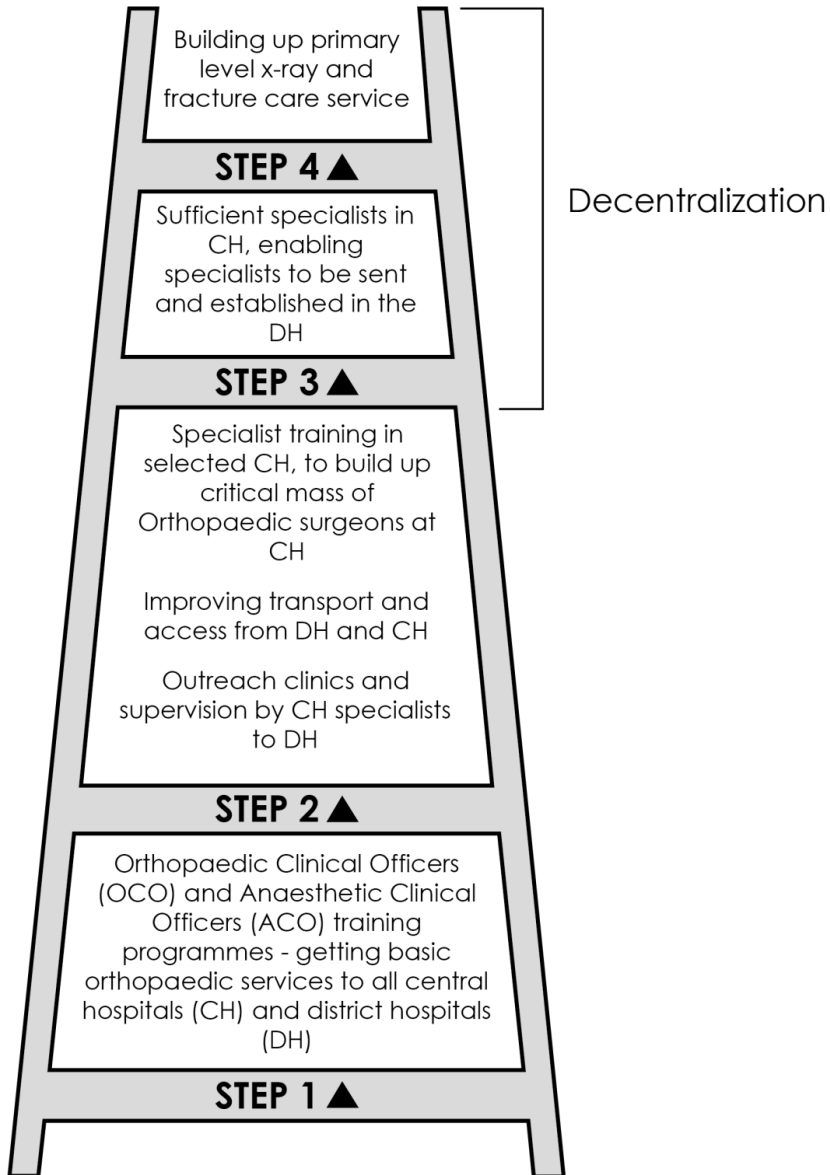 Building up primary
level x-ray and
fracture care service
STEP 4 ▲
Sufficient specialists in
CH, enabling
specialists to be sent
and established in the
DH
Decentralization
STEP 3 ▲
Specialist training in
selected CH, to build up
critical mass of
Orthopaedic surgeons at
CH
Improving transport and
access from DH and CH
Outreach clinics and
supervision by CH specialists
to DH
STEP 2 ▲
Orthopaedic Clinical Officers
(OCO) and Anaesthetic Clinical
Officers (ACO) training
programmes - getting basic
orthopaedic services to all central
hospitals (CH) and district hospitals
(DH)
STEP 1 ▲